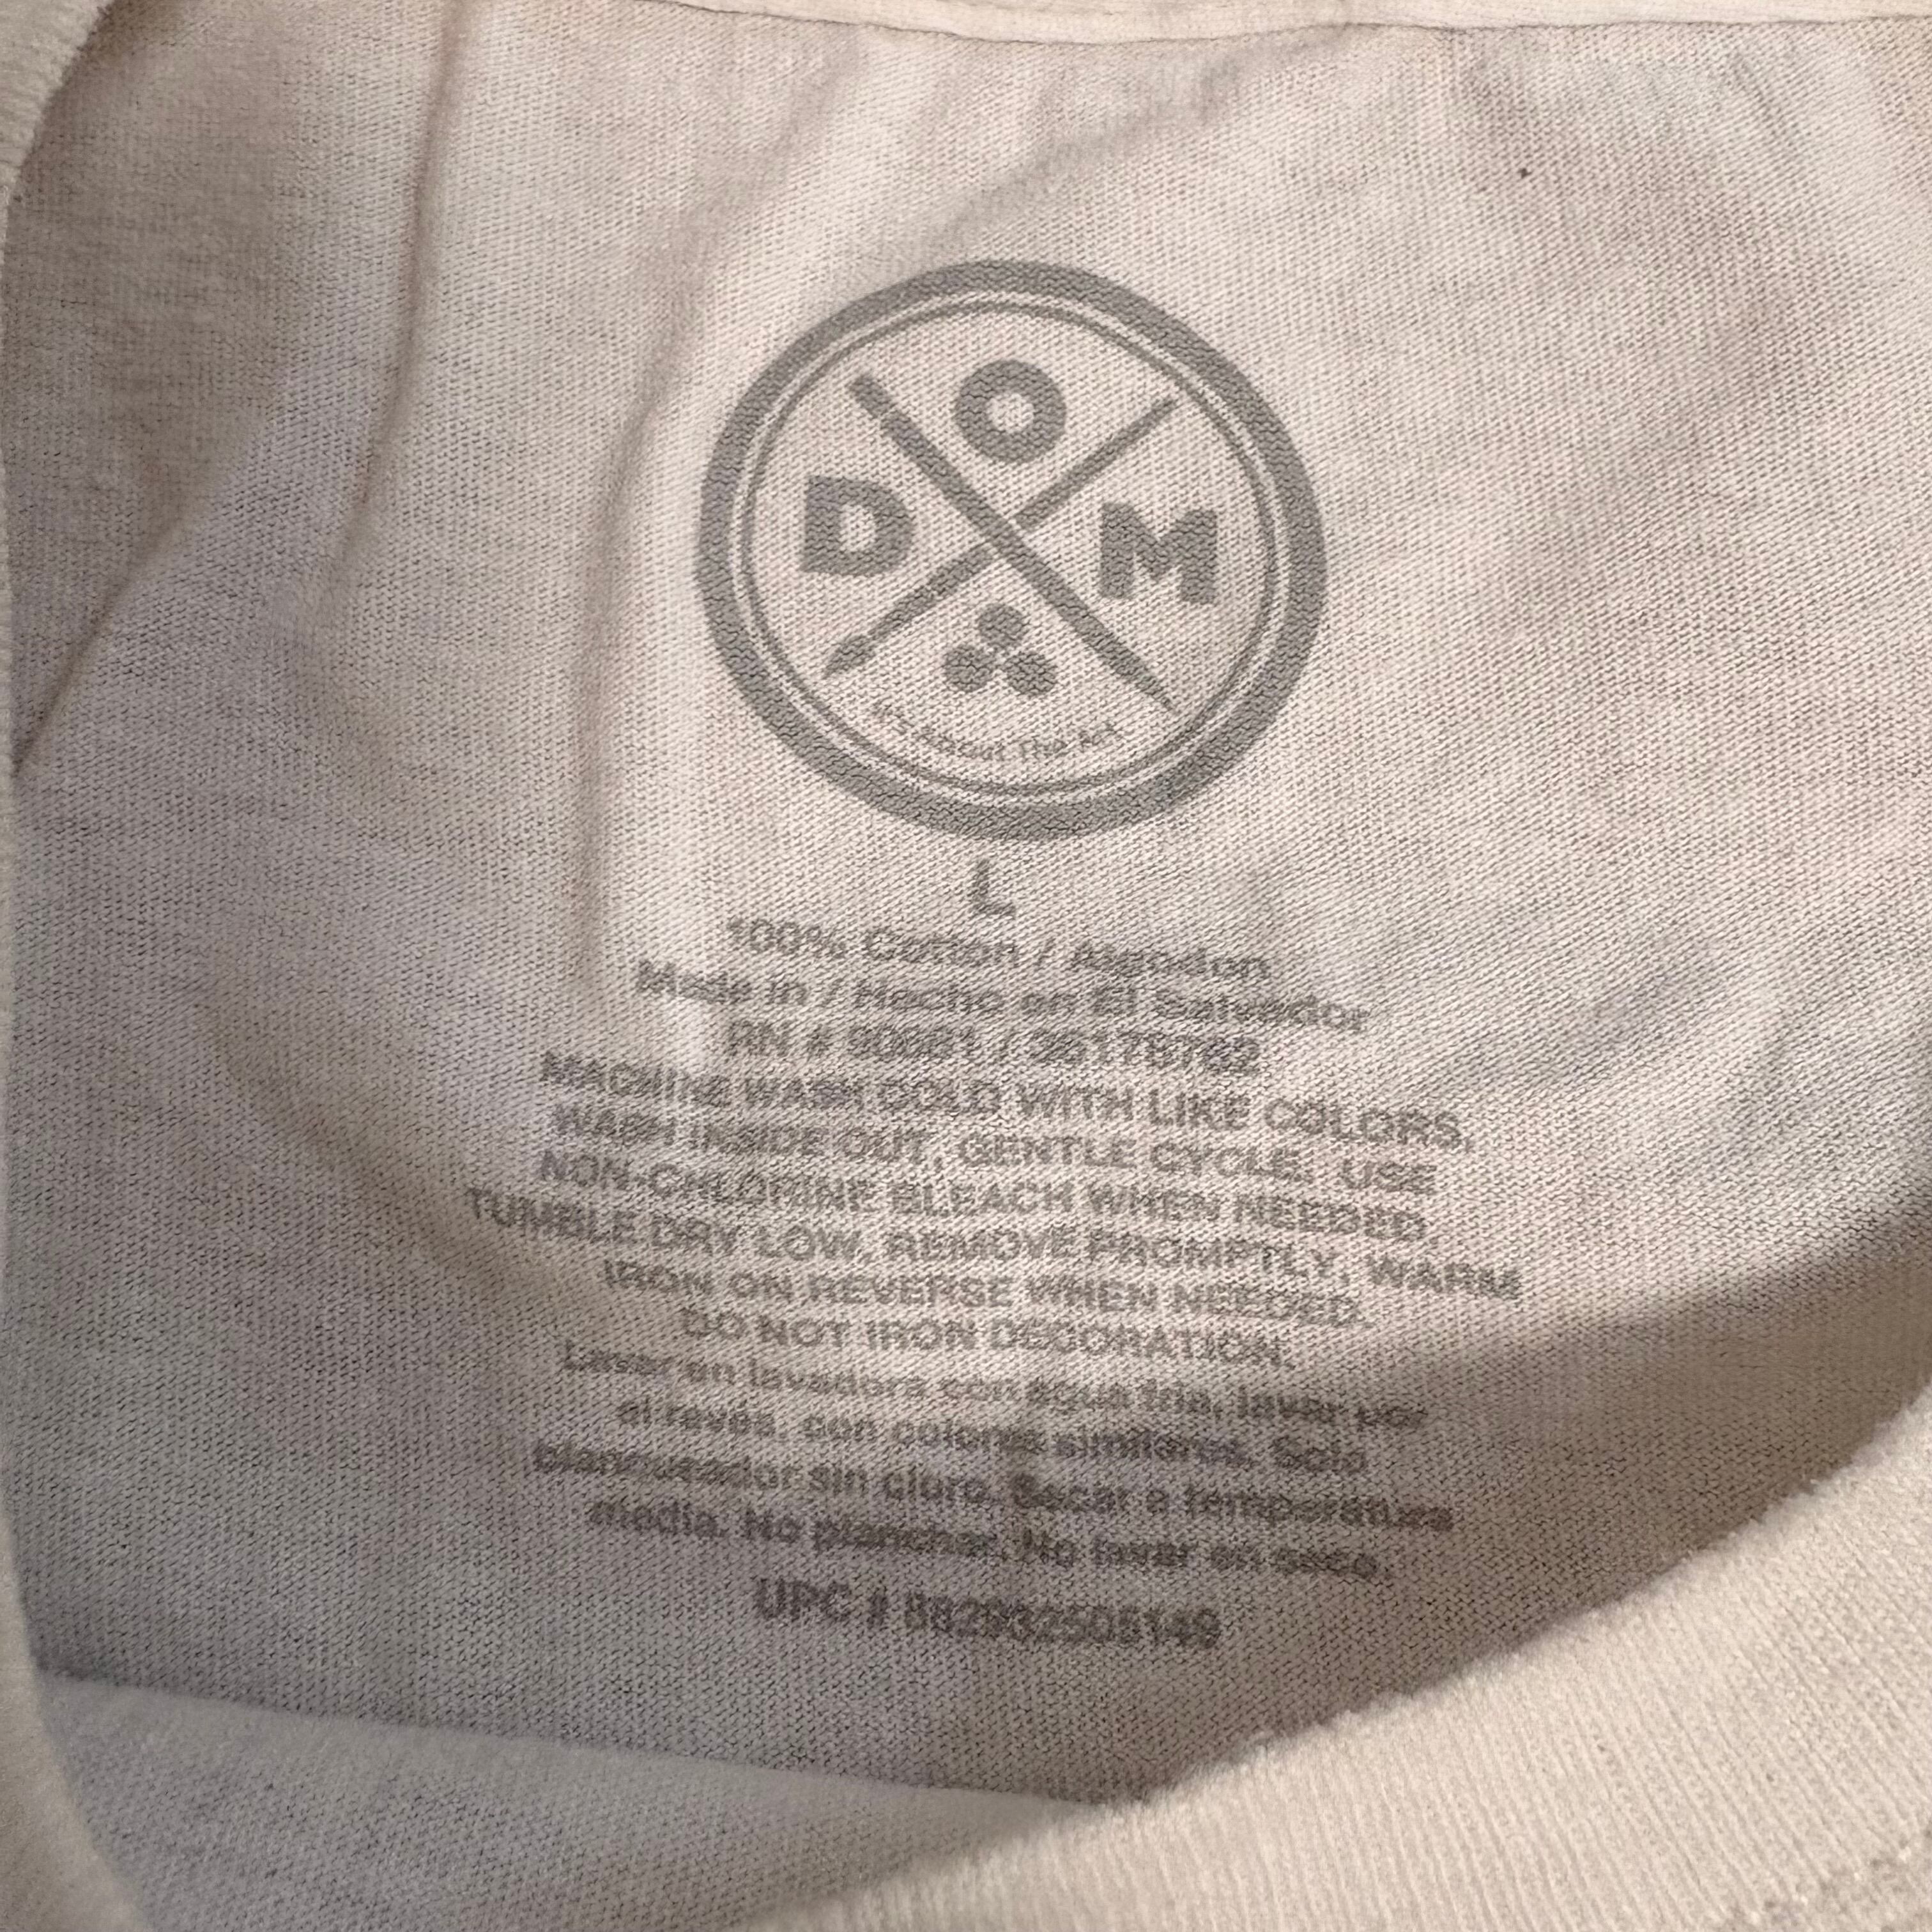 D O M
It's About The Art
L
100% Cotton / Algodon
Made in / Hecho en El Salvador
RN #
MACHINE WASH COLD WITH LIKE COLORS,
WASH INSIDE OUT, GENTLE CYCLE, USE
NON-CHLORINE BLEACH WHEN NEEDED,
TUMBLE DRY LOW, REMOVE PROMPTLY, WARM
IRON ON REVERSE WHEN NEEDED.
DO NOT IRON DECORATION.
Lavar en lavadora con agua fria, lavar por
al reves, con colores similares. Solo
blanqueador sin cloro. Secar a temperatura
media. No planchar. No lavar en seco.
UPC #